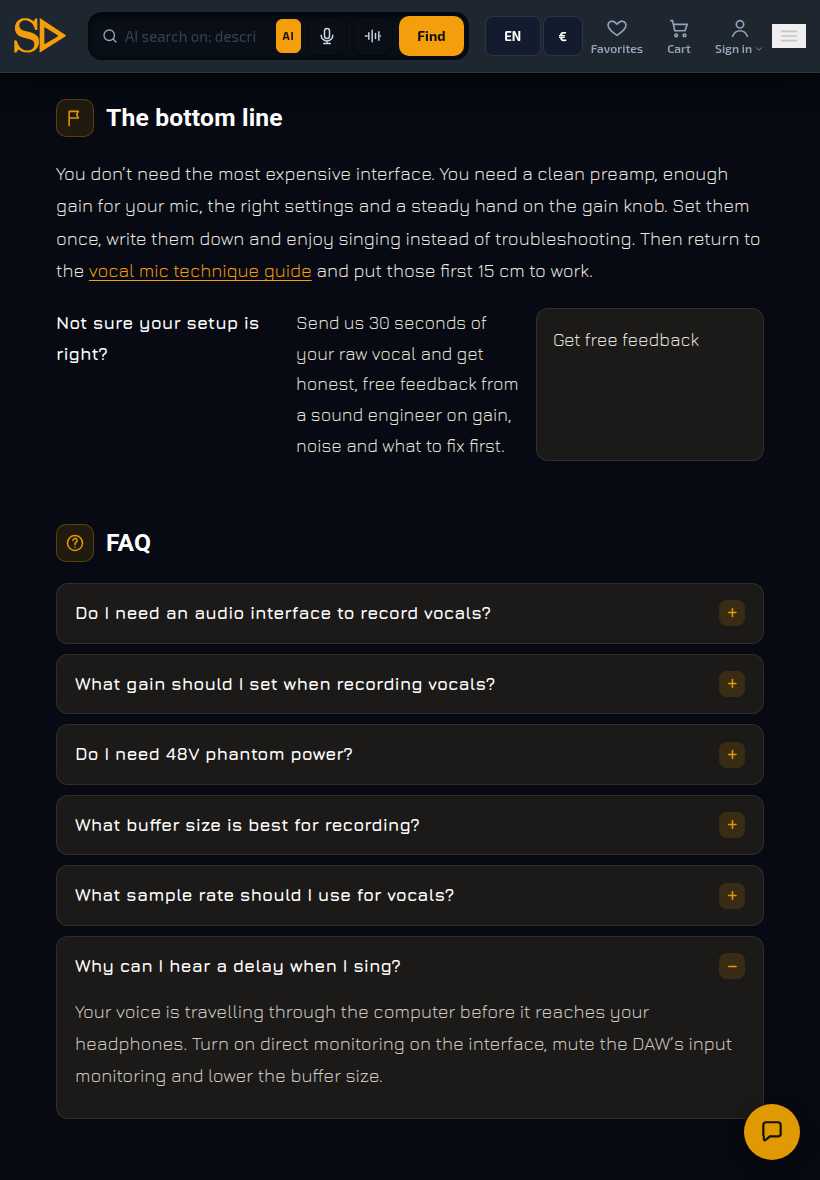 S
AI search on: descri
AI
Find
EN
€
Favorites
Cart
Sign in
The bottom line
You don't need the most expensive interface. You need a clean preamp, enough
gain for your mic, the right settings and a steady hand on the gain knob. Set them
once, write them down and enjoy singing instead of troubleshooting. Then return to
the vocal mic technique guide and put those first 15 cm to work.
Not sure your setup is
right?
Send us 30 seconds of
your raw vocal and get
honest, free feedback from
a sound engineer on gain,
noise and what to fix first.
Get free feedback
FAQ
Do I need an audio interface to record vocals?
+
What gain should I set when recording vocals?
+
Do I need 48V phantom power?
+
What buffer size is best for recording?
+
What sample rate should I use for vocals?
+
Why can I hear a delay when I sing?
−
Your voice is travelling through the computer before it reaches your
headphones. Turn on direct monitoring on the interface, mute the DAW's input
monitoring and lower the buffer size.